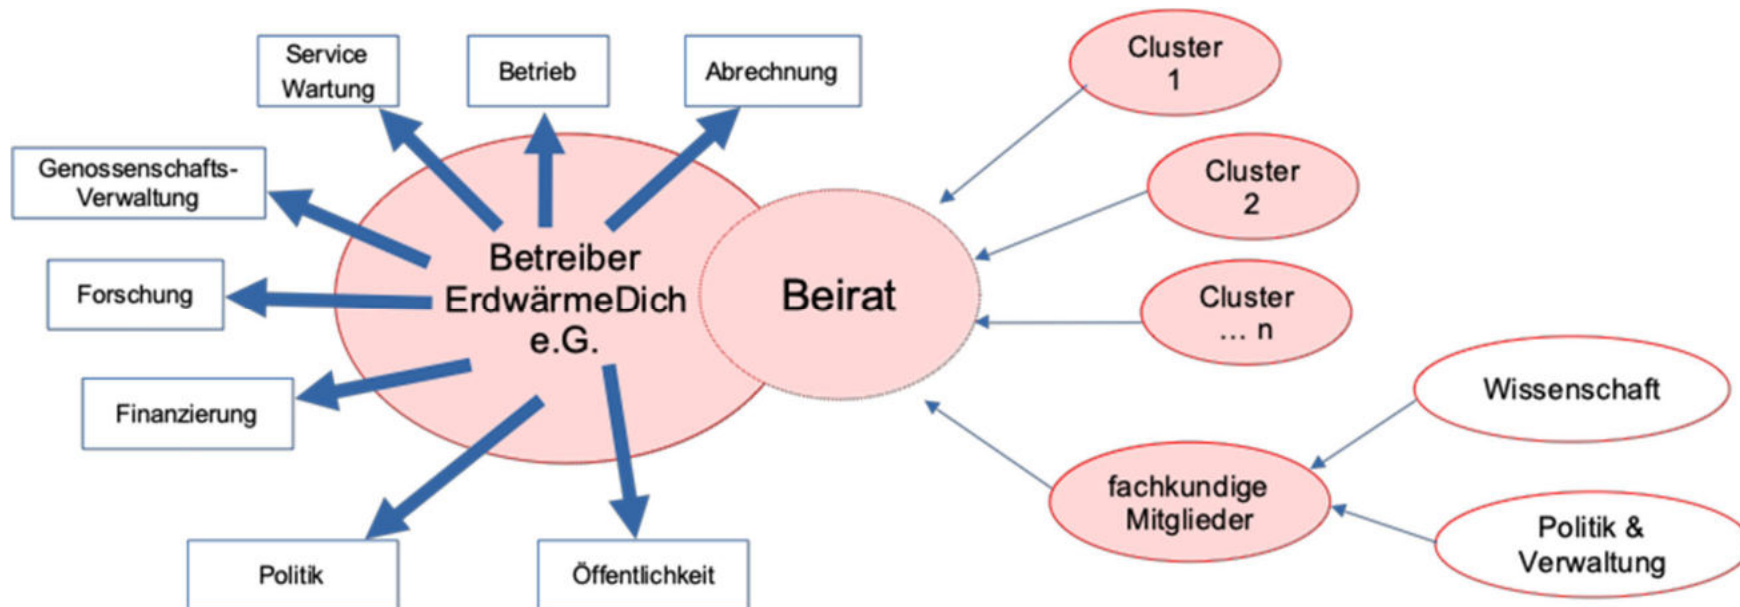 Service
Wartung
Betrieb
Abrechnung
Genossenschafts-
Verwaltung
Forschung
Finanzierung
Politik
Öffentlichkeit
Betreiber
ErdwärmeDich
e.G.
Beirat
Cluster
1
Cluster
2
Cluster
... n
fachkundige
Mitglieder
Wissenschaft
Politik &
Verwaltung